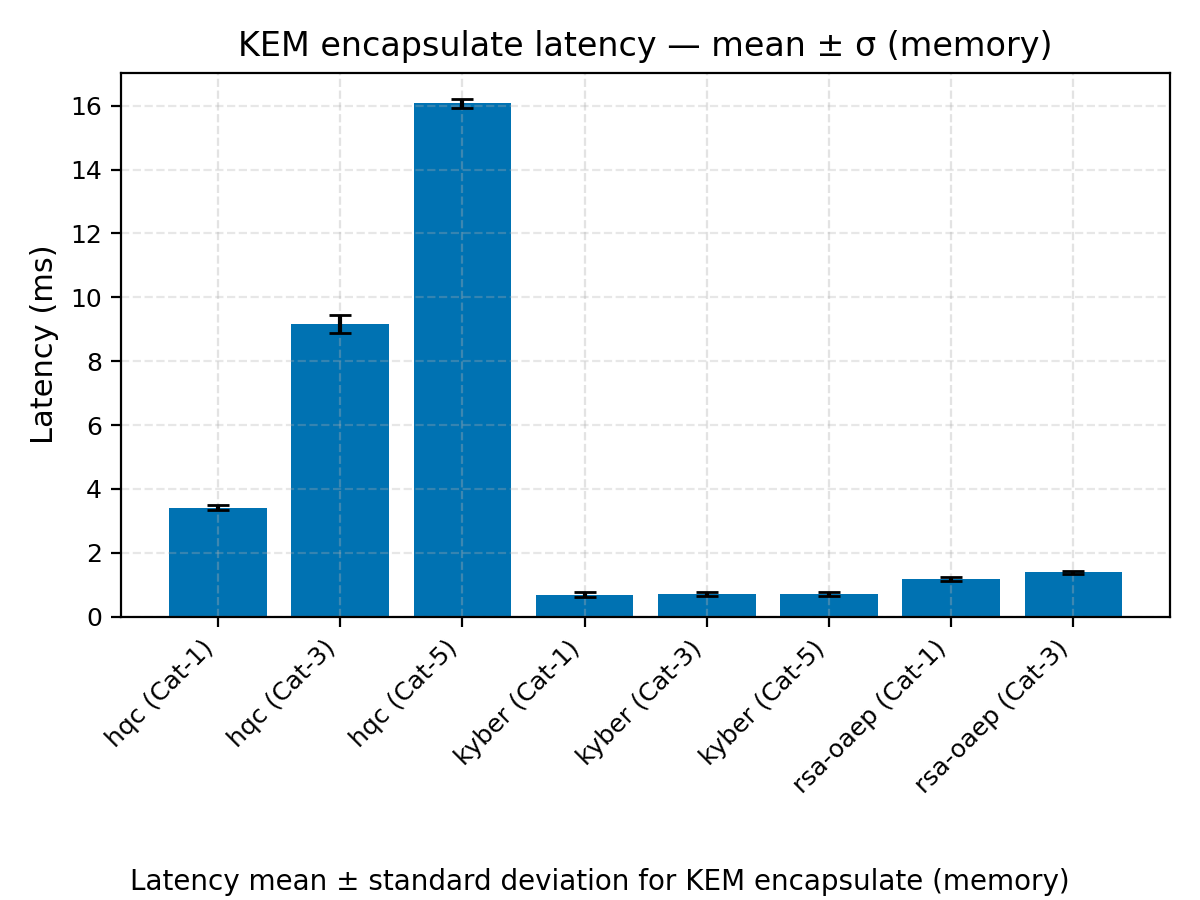 KEM encapsulate latency — mean ± σ (memory)
Latency (ms)
16
14
12
10
8
6
4
2
0
hqc (Cat-1)
hqc (Cat-3)
hqc (Cat-5)
kyber (Cat-1)
kyber (Cat-3)
kyber (Cat-5)
rsa-oaep (Cat-1)
rsa-oaep (Cat-3)
Latency mean ± standard deviation for KEM encapsulate (memory)